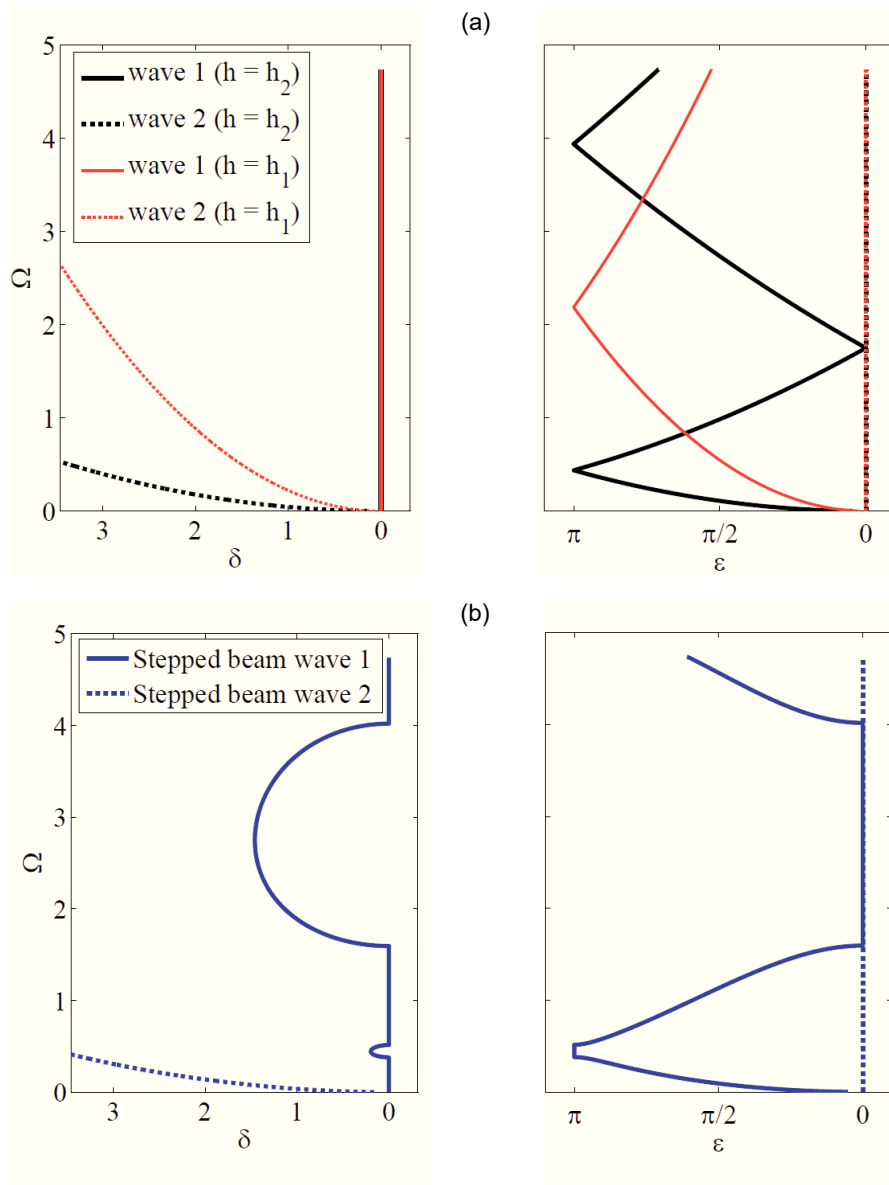 (a)
5
4
3
2
1
0
Ω
wave 1 (h = h2)
wave 2 (h = h2)
wave 1 (h = h1)
wave 2 (h = h1)
3 2 1 0
δ
π π/2 0
ε
(b)
5
4
3
2
1
0
Ω
Stepped beam wave 1
Stepped beam wave 2
3 2 1 0
δ
π π/2 0
ε